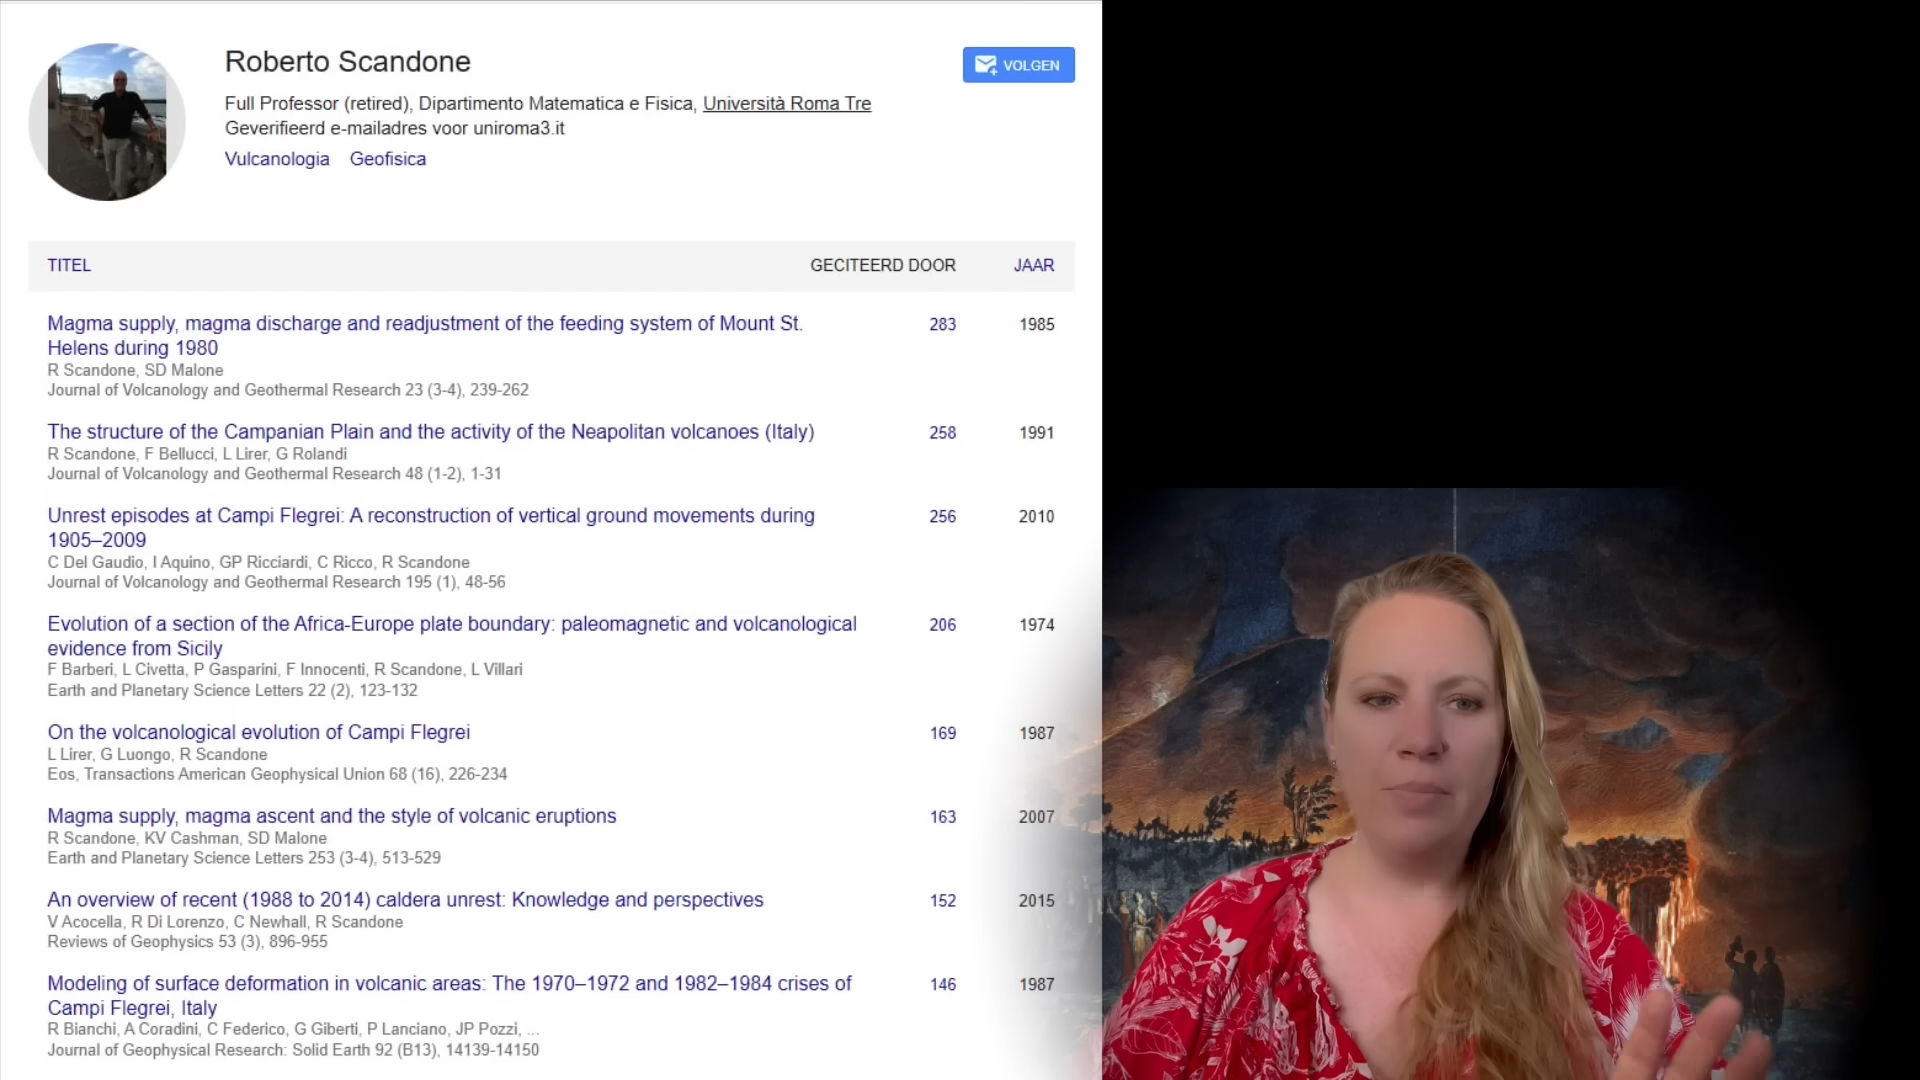 Roberto Scandone
VOLGEN
Full Professor (retired), Dipartimento Matematica e Fisica, Università Roma Tre
Geverifieerd e-mailadres voor uniroma3.it
Vulcanologia Geofisica
TITEL GECITEERD DOOR JAAR
Magma supply, magma discharge and readjustment of the feeding system of Mount St. 283 1985
Helens during 1980
R Scandone, SD Malone
Journal of Volcanology and Geothermal Research 23 (3-4), 239-262
The structure of the Campanian Plain and the activity of the Neapolitan volcanoes (Italy) 258 1991
R Scandone, F Bellucci, L Lirer, G Rolandi
Journal of Volcanology and Geothermal Research 48 (1-2), 1-31
Unrest episodes at Campi Flegrei: A reconstruction of vertical ground movements during 256 2010
1905–2009
C Del Gaudio, I Aquino, GP Ricciardi, C Ricco, R Scandone
Journal of Volcanology and Geothermal Research 195 (1), 48-56
Evolution of a section of the Africa-Europe plate boundary: paleomagnetic and volcanological 206 1974
evidence from Sicily
F Barberi, L Civetta, P Gasparini, F Innocenti, R Scandone, L Villari
Earth and Planetary Science Letters 22 (2), 123-132
On the volcanological evolution of Campi Flegrei 169 1987
L Lirer, G Luongo, R Scandone
Eos, Transactions American Geophysical Union 68 (16), 226-234
Magma supply, magma ascent and the style of volcanic eruptions 163 2007
R Scandone, KV Cashman, SD Malone
Earth and Planetary Science Letters 253 (3-4), 513-529
An overview of recent (1988 to 2014) caldera unrest: Knowledge and perspectives 152 2015
V Acocella, R Di Lorenzo, C Newhall, R Scandone
Reviews of Geophysics 53 (3), 896-955
Modeling of surface deformation in volcanic areas: The 1970–1972 and 1982–1984 crises of 146 1987
Campi Flegrei, Italy
R Bianchi, A Coradini, C Federico, G Giberti, P Lanciano, JP Pozzi, ...
Journal of Geophysical Research: Solid Earth 92 (B13), 14139-14150